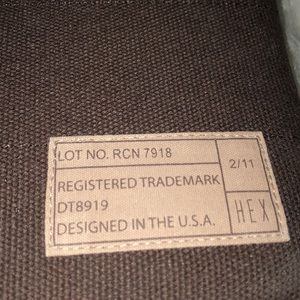 LOT NO. RCN 7918
REGISTERED TRADEMARK
DT8919
DESIGNED IN THE U.S.A.
2/11
HEX